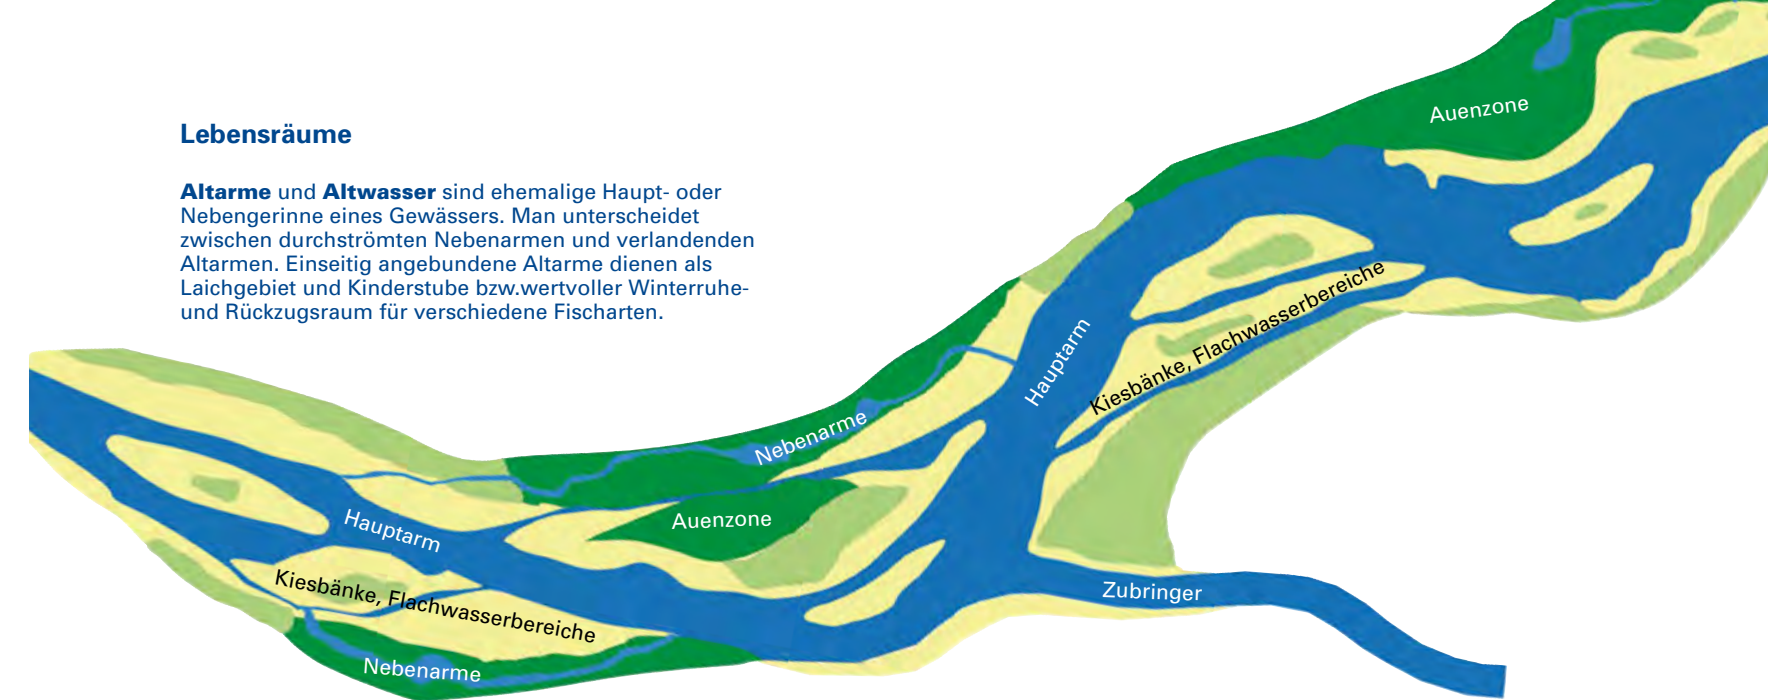 Lebensräume
Altarme und Altwasser sind ehemalige Haupt- oder
Nebengerinne eines Gewässers. Man unterscheidet
zwischen durchströmten Nebenarmen und verlandenden
Altarmen. Einseitig angebundene Altarme dienen als
Laichgebiet und Kinderstube bzw.wertvoller Winterruhe-
und Rückzugsraum für verschiedene Fischarten.
Auenzone
Kiesbänke, Flachwasserbereiche
Hauptarm
Nebenarme
Auenzone
Hauptarm
Kiesbänke, Flachwasserbereiche
Zubringer
Nebenarme